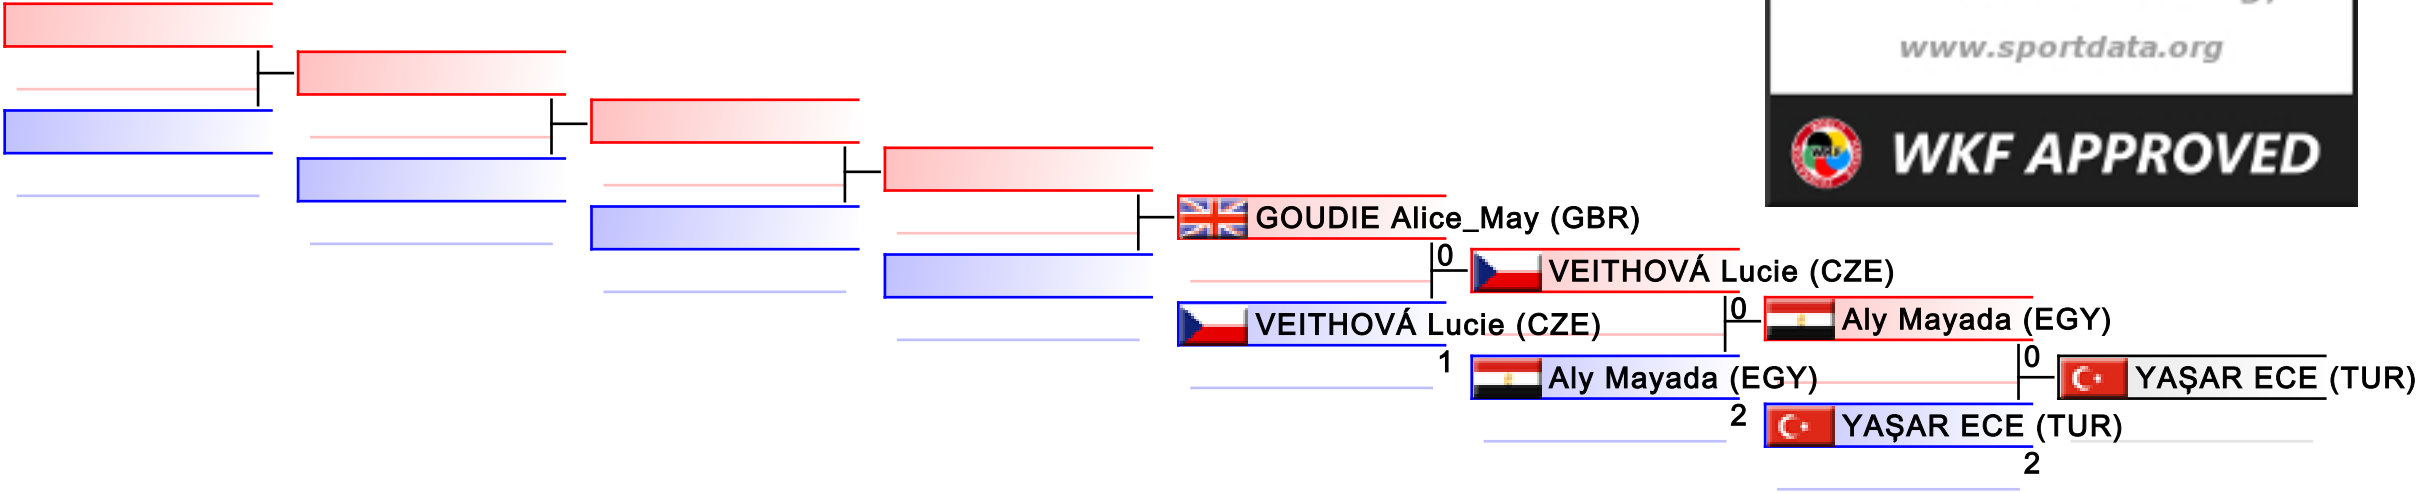 www.sportdata.org
WKF APPROVED
GOUDIE Alice_May (GBR)
0
VEITHOVÁ Lucie (CZE)
VEITHOVÁ Lucie (CZE)
1
0
Aly Mayada (EGY)
Aly Mayada (EGY)
2
0
YAŞAR ECE (TUR)
YAŞAR ECE (TUR)
2